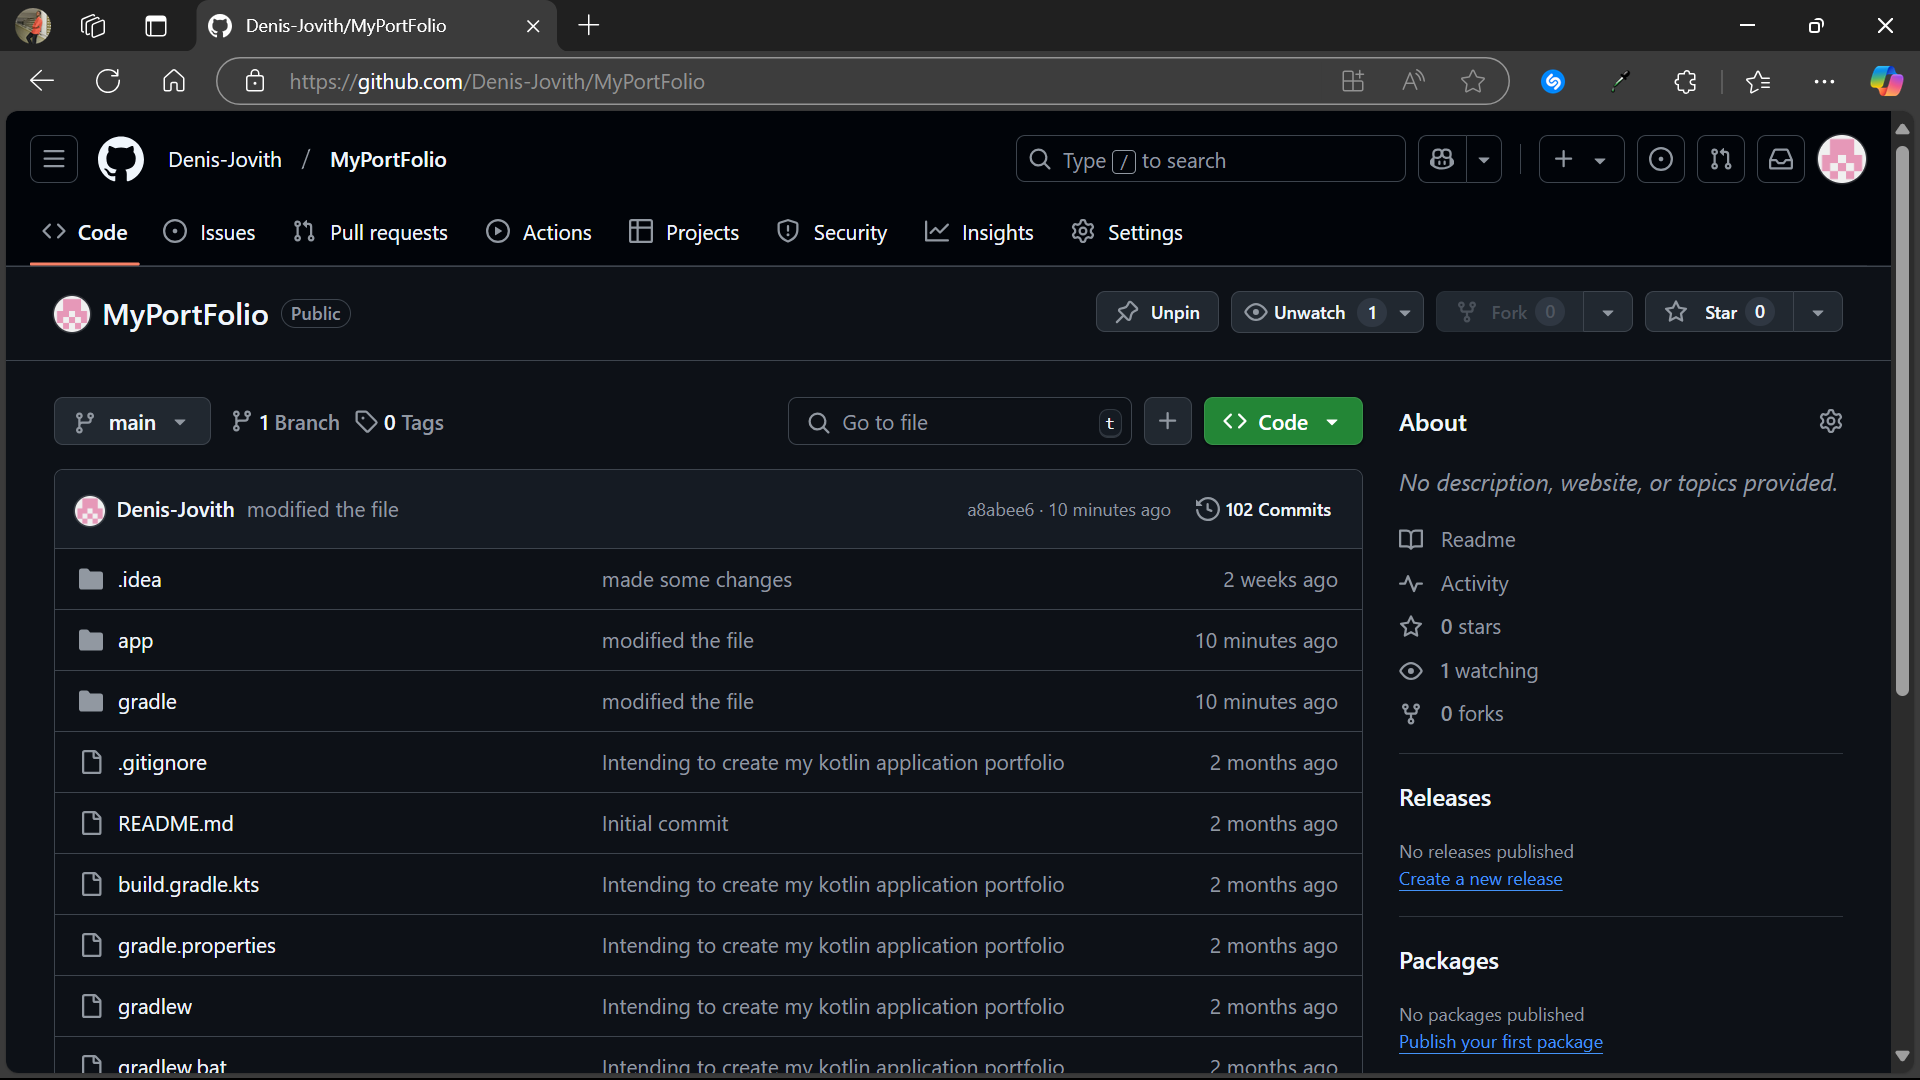 Denis-Jovith/MyPortFolio
https://github.com/Denis-Jovith/MyPortFolio
Denis-Jovith / MyPortFolio
Type / to search
Code
Issues
Pull requests
Actions
Projects
Security
Insights
Settings
MyPortFolio Public
Unpin
Unwatch 1
Fork 0
Star 0
main
1 Branch
0 Tags
Go to file t
Code
Denis-Jovith modified the file a8abee6 · 10 minutes ago 102 Commits
.idea made some changes 2 weeks ago
app modified the file 10 minutes ago
gradle modified the file 10 minutes ago
.gitignore Intending to create my kotlin application portfolio 2 months ago
README.md Initial commit 2 months ago
build.gradle.kts Intending to create my kotlin application portfolio 2 months ago
gradle.properties Intending to create my kotlin application portfolio 2 months ago
gradlew Intending to create my kotlin application portfolio 2 months ago
gradlew.bat Intending to create my kotlin application portfolio 2 months ago
About
No description, website, or topics provided.
Readme
Activity
0 stars
1 watching
0 forks
Releases
No releases published
Create a new release
Packages
No packages published
Publish your first package